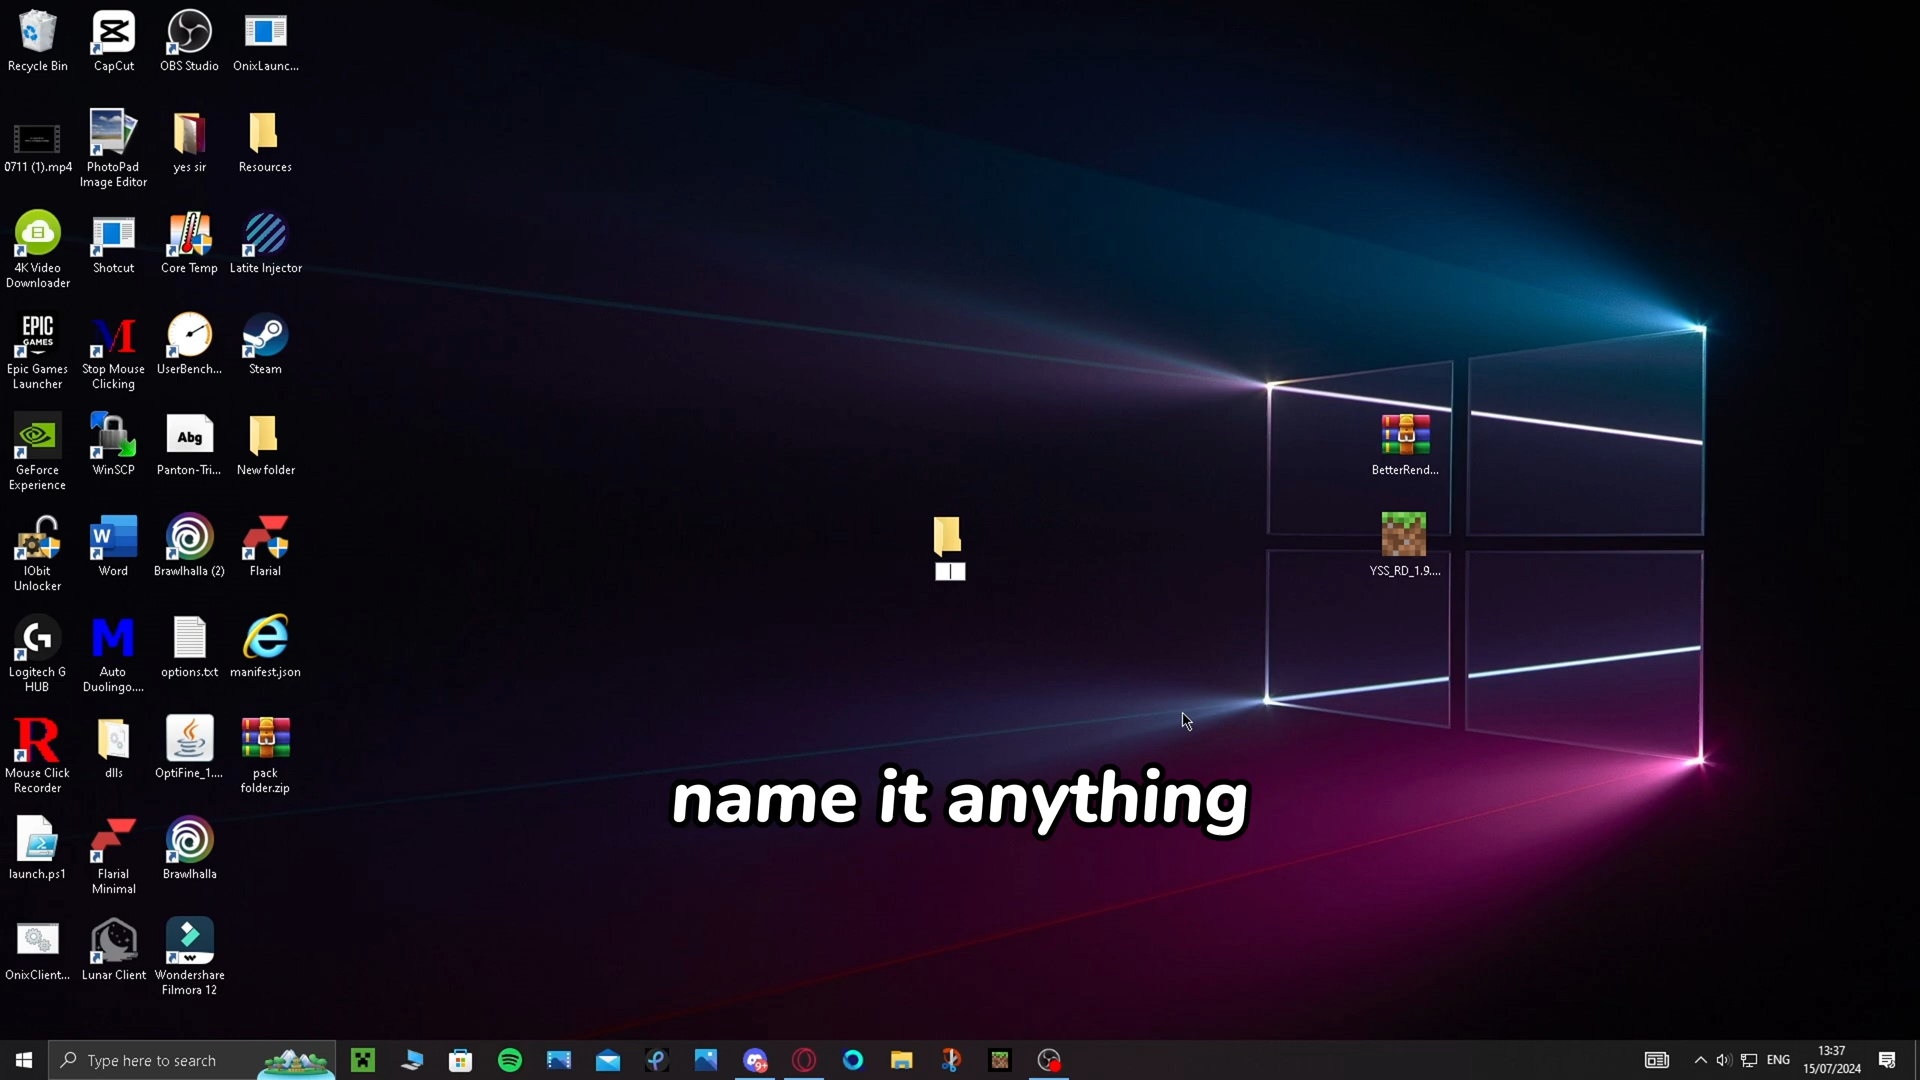 Recycle Bin
CapCut
OBS Studio
OnixLaunc...
0711 (1).mp4
PhotoPad
Image Editor
yes sir
Resources
4K Video
Downloader
Shotcut
Core Temp
Latite Injector
EPIC
GAMES
Epic Games
Launcher
Stop Mouse
Clicking
UserBench...
Steam
GeForce
Experience
WinSCP
Abg
Panton-Tri...
New folder
IObit
Unlocker
W
Word
Brawlhalla (2)
Flarial
Logitech G
HUB
Auto
Duolingo....
options.txt
manifest.json
Mouse Click
Recorder
dlls
OptiFine_1....
pack
folder.zip
launch.ps1
Flarial
Minimal
Brawlhalla
OnixClient...
Lunar Client
Wondershare
Filmora 12
BetterRend...
YSS_RD_1.9....
name it anything
Type here to search
9+
ENG
13:37
15/07/2024